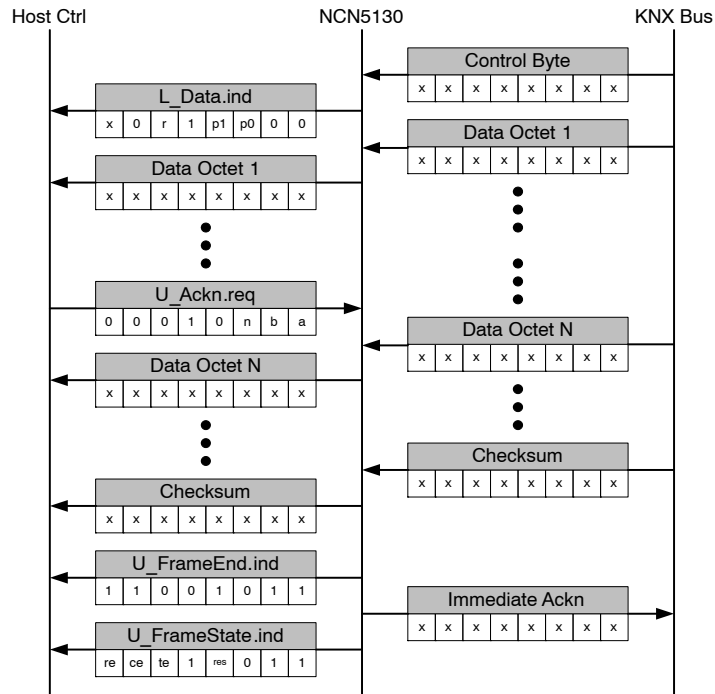 Host Ctrl NCN5130 KNX Bus
Control Byte
x x x x x x x x
L_Data.ind
x 0 r 1 p1 p0 0 0
Data Octet 1
x x x x x x x x
Data Octet 1
x x x x x x x x
U_Ackn.req
0 0 0 1 0 n b a
Data Octet N
x x x x x x x x
Data Octet N
x x x x x x x x
Checksum
x x x x x x x x
Checksum
x x x x x x x x
U_FrameEnd.ind
1 1 0 0 1 0 1 1
Immediate Ackn
x x x x x x x x
U_FrameState.ind
re ce te 1 res 0 1 1